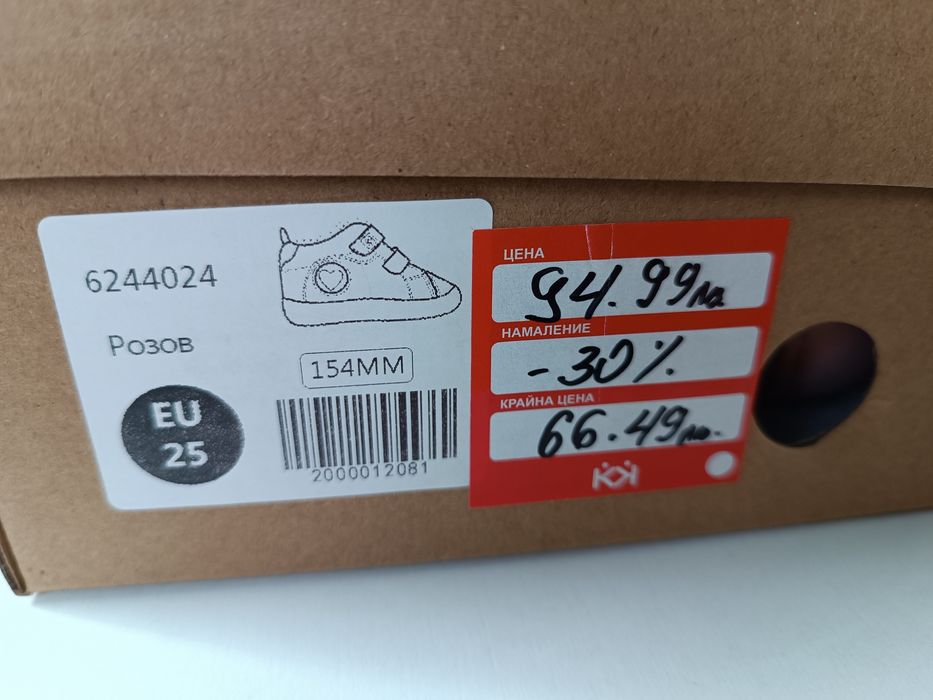 6244024
Розов
EU
25
154MM
2000012081
ЦЕНА
94.99лв.
НАМАЛЕНИЕ
-30%
КРАЙНА ЦЕНА
66.49лв.